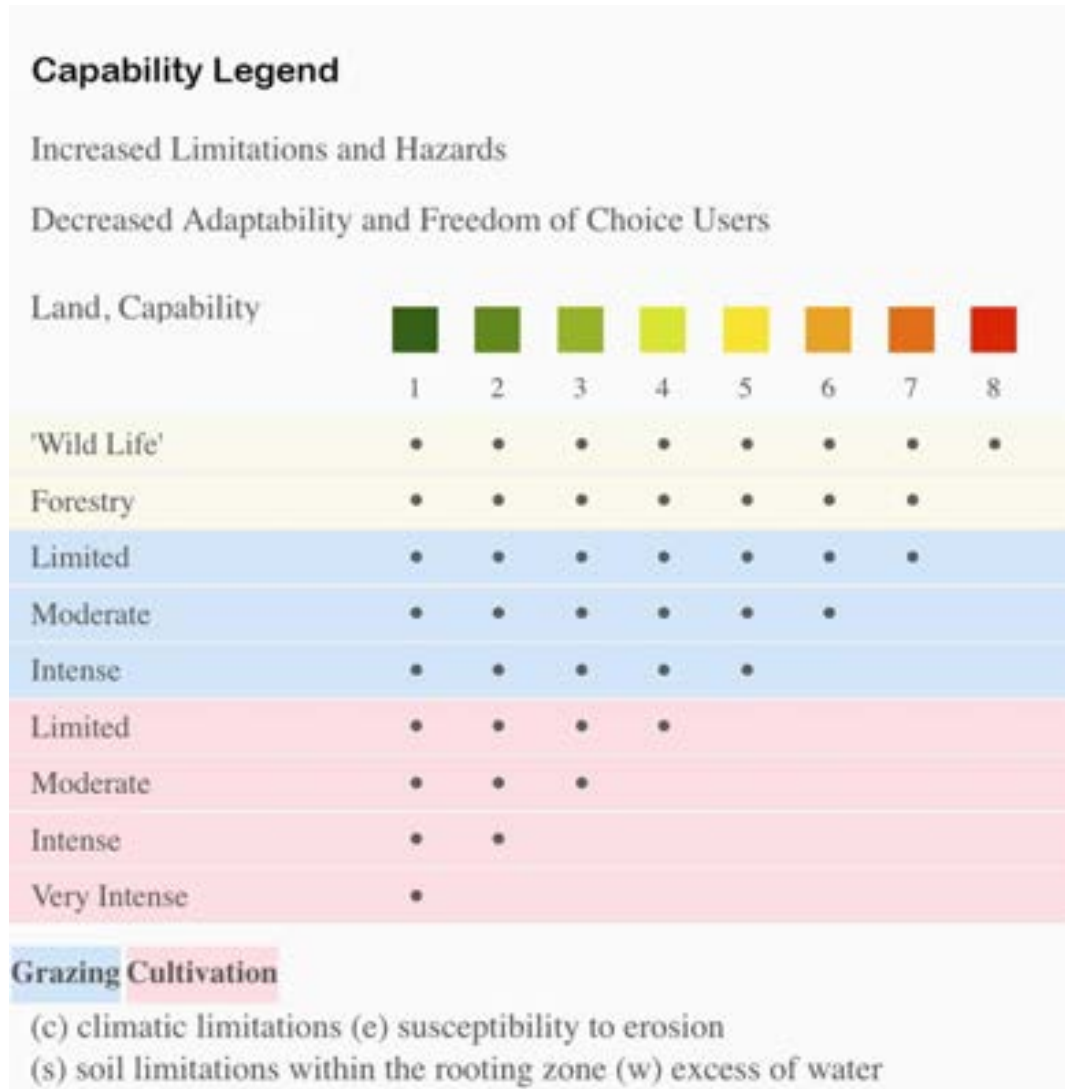 Capability Legend
Increased Limitations and Hazards
Decreased Adaptability and Freedom of Choice Users
Land, Capability
1 2 3 4 5 6 7 8
'Wild Life' • • • • • • • •
Forestry • • • • • • •
Limited • • • • • • •
Moderate • • • • • •
Intense • • • • •
Limited • • • •
Moderate • • •
Intense • •
Very Intense •
Grazing Cultivation
(c) climatic limitations (e) susceptibility to erosion
(s) soil limitations within the rooting zone (w) excess of water